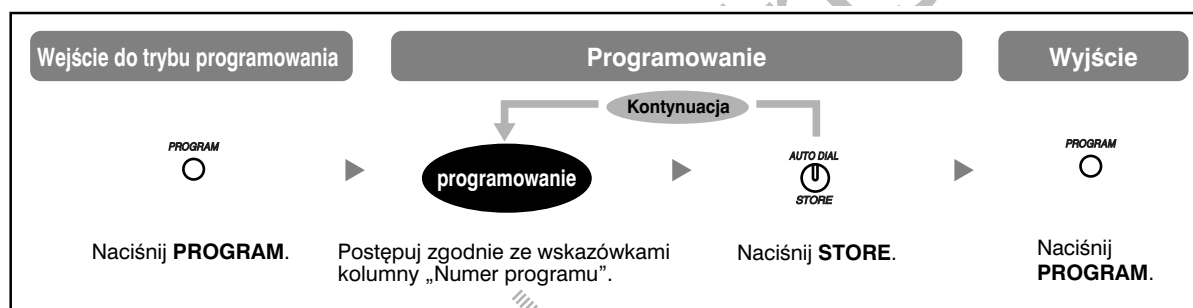 Wejście do trybu programowania
Programowanie
Wyjście
Kontynuacja
PROGRAM
programowanie
AUTO DIAL
STORE
PROGRAM
Naciśnij PROGRAM.
Postępuj zgodnie ze wskazówkami
kolumny „Numer programu”.
Naciśnij STORE.
Naciśnij
PROGRAM.